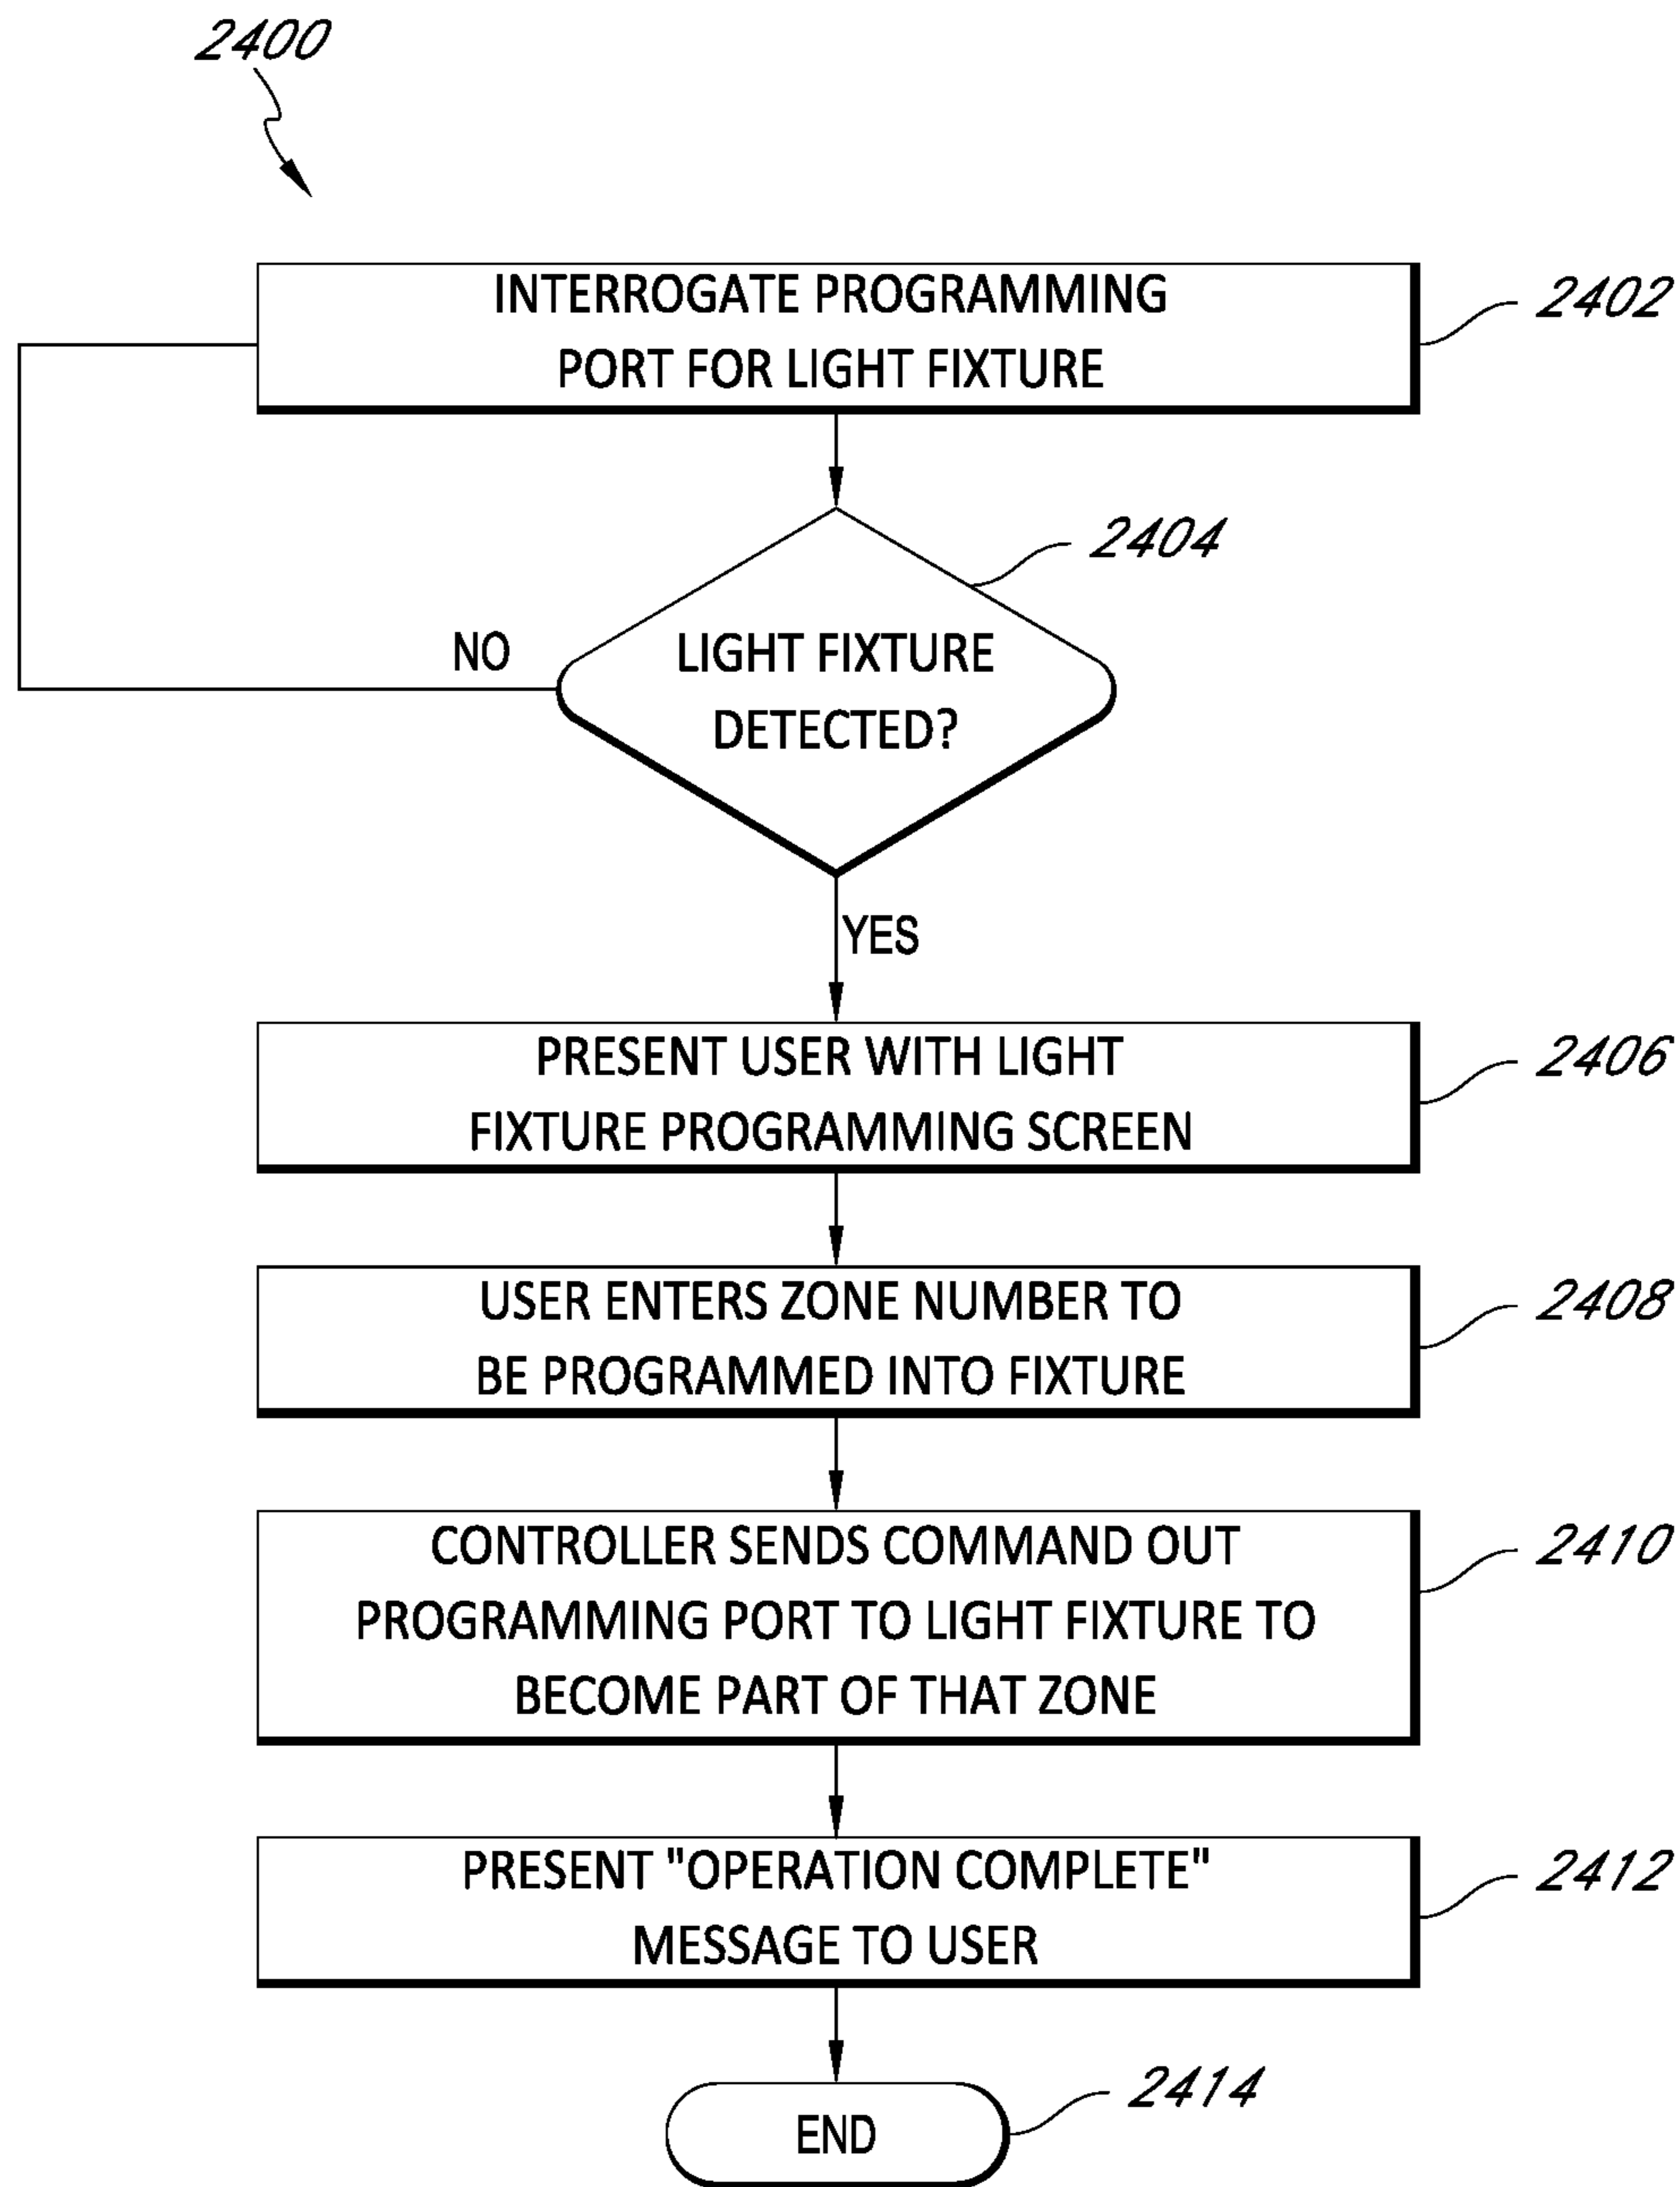 2400
INTERROGATE PROGRAMMING
PORT FOR LIGHT FIXTURE
2402
2404
LIGHT FIXTURE
DETECTED?
NO
YES
PRESENT USER WITH LIGHT
FIXTURE PROGRAMMING SCREEN
2406
USER ENTERS ZONE NUMBER TO
BE PROGRAMMED INTO FIXTURE
2408
CONTROLLER SENDS COMMAND OUT
PROGRAMMING PORT TO LIGHT FIXTURE TO
BECOME PART OF THAT ZONE
2410
PRESENT "OPERATION COMPLETE"
MESSAGE TO USER
2412
END
2414